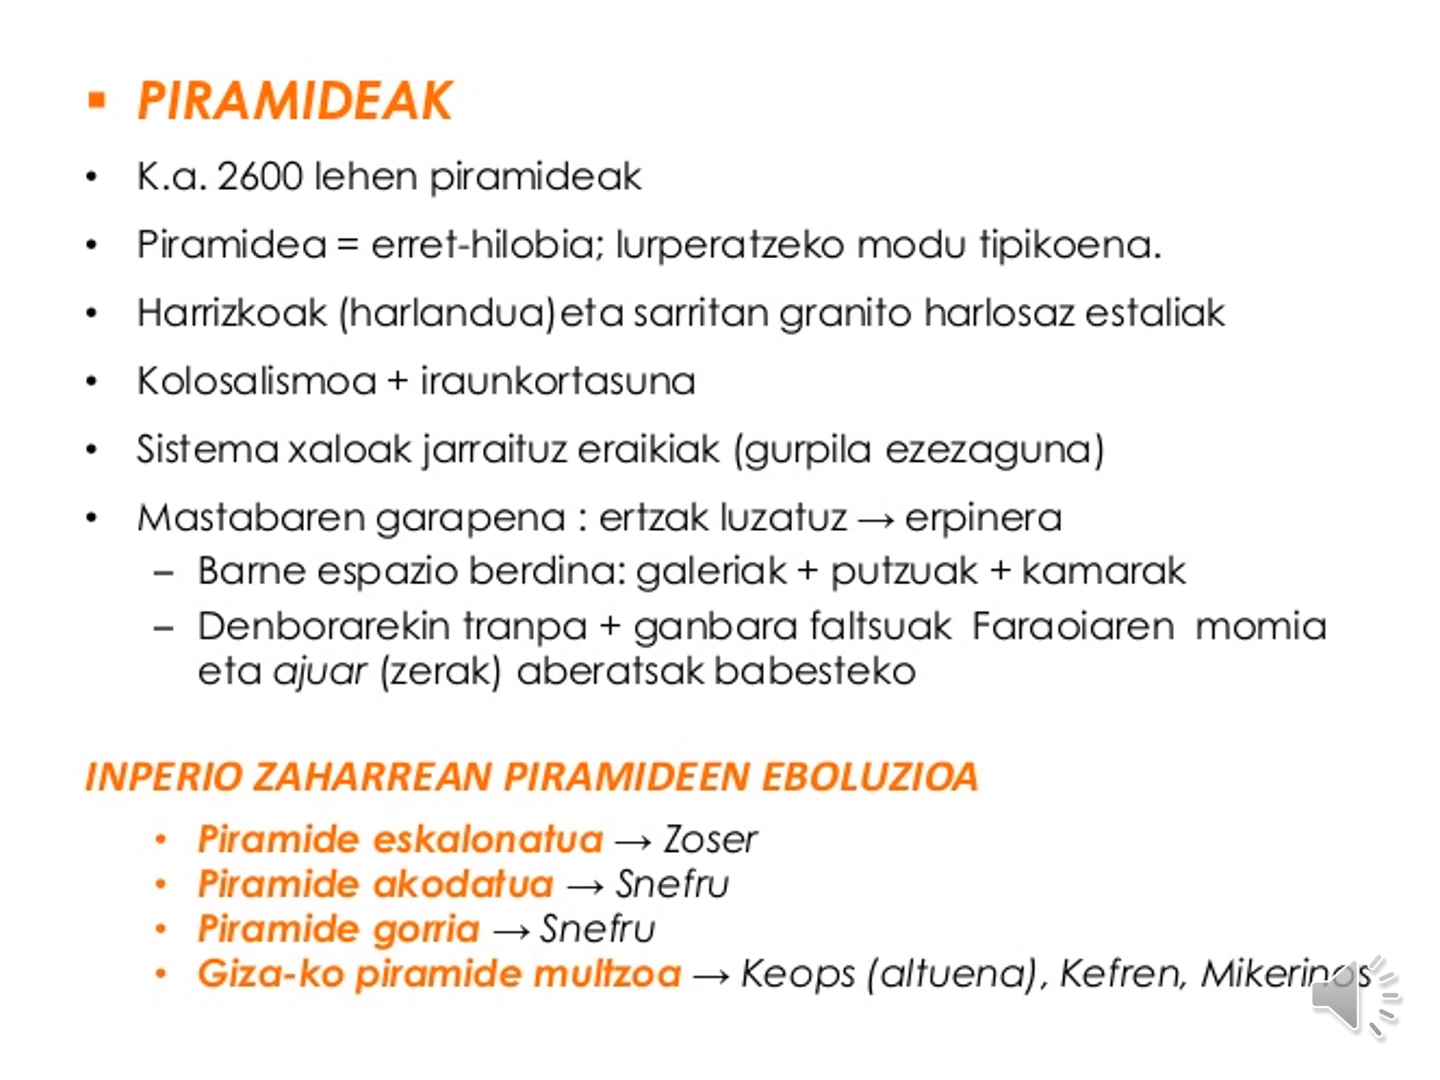 ▪ PIRAMIDEAK
• K.a. 2600 lehen piramideak
• Piramidea = erret-hilobia; lurperatzeko modu tipikoena.
• Harrizkoak (harlandua)eta sarritan granito harlosaz estaliak
• Kolosalismoa + iraunkortasuna
• Sistema xaloak jarraituz eraikiak (gurpila ezezaguna)
• Mastabaren garapena : ertzak luzatuz → erpinera
– Barne espazio berdina: galeriak + putzuak + kamarak
– Denborarekin tranpa + ganbara faltsuak Faraoiaren momia
eta ajuar (zerak) aberatsak babesteko
INPERIO ZAHARREAN PIRAMIDEEN EBOLUZIOA
• Piramide eskalonatua → Zoser
• Piramide akodatua → Snefru
• Piramide gorria → Snefru
• Giza-ko piramide multzoa → Keops (altuena), Kefren, Mikerinos